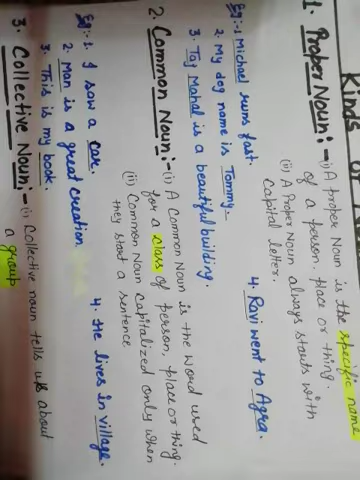 Kinds of
1. Proper Noun:- (i) A proper Noun is the specific name
of a person, place or thing.
(ii) A Proper Noun always starts with
capital letter.
Eg:- 1. Michael runs fast.
2. My dog name is Tommy.
3. Taj Mahal is a beautiful building.
4. Ravi went to Agra.
2. Common Noun:- (i) A Common Noun is the word used
for a class of person, place or thing.
(ii) Common Noun capitalized only when
they start a sentence
Eg:- 1. I saw a car.
2. Man is a great creation.
3. This is my book.
4. He lives in village.
3. Collective Noun:- (i) Collective noun tells us about
a group